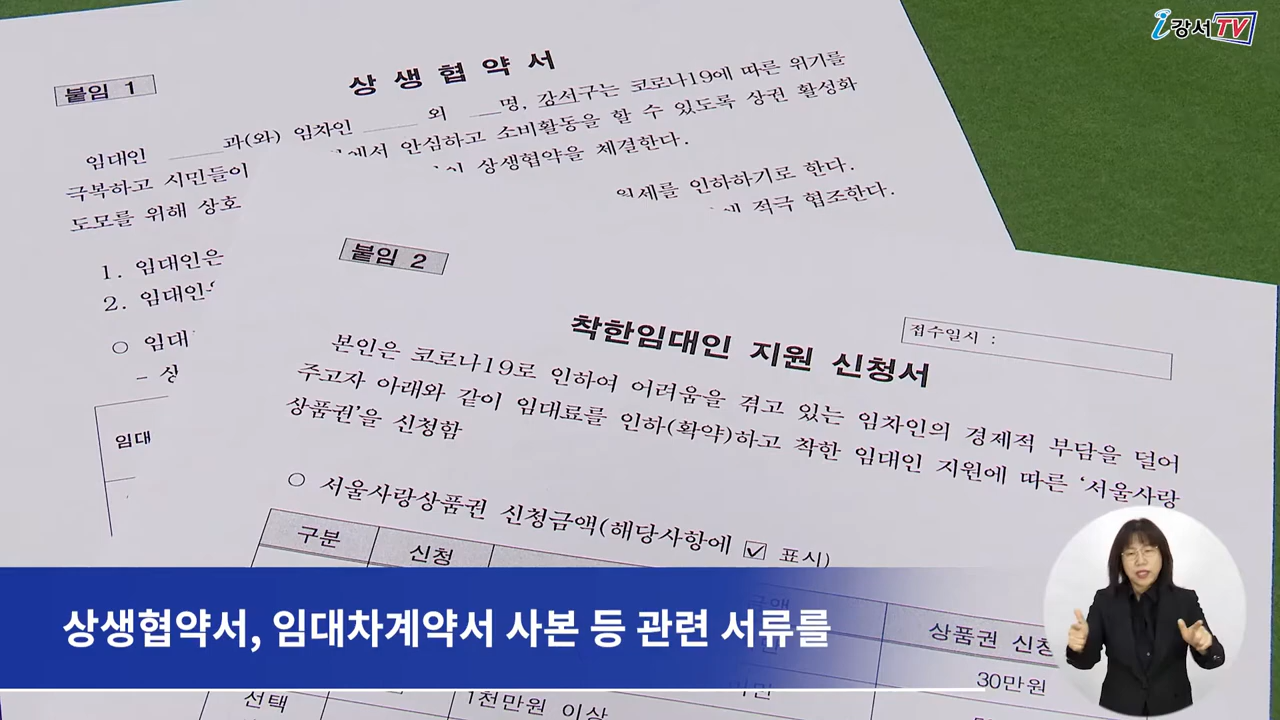 i강서TV
붙임 1
상 생 협 약 서
임대인 ____과(와) 임차인 ____ 외 __명, 강서구는 코로나19에 따른 위기를
극복하고 시민들이 에서 안심하고 소비활동을 할 수 있도록 상권 활성화
도모를 위해 상호 상생협약을 체결한다.
1. 임대인은 인하하기로 한다.
2. 임대인 적극 협조한다.
○ 임대
- 상
임대
붙임 2
착한임대인 지원 신청서
접수일시 :
본인은 코로나19로 인하여 어려움을 겪고 있는 임차인의 경제적 부담을 덜어
주고자 아래와 같이 임대료를 인하(확약)하고 착한 임대인 지원에 따른 ‘서울사랑
상품권’을 신청함
○ 서울사랑상품권 신청금액(해당사항에 ☑ 표시)
구분 신청
상품권 신청
30만원
선택 1천만원 이상
상생협약서, 임대차계약서 사본 등 관련 서류를